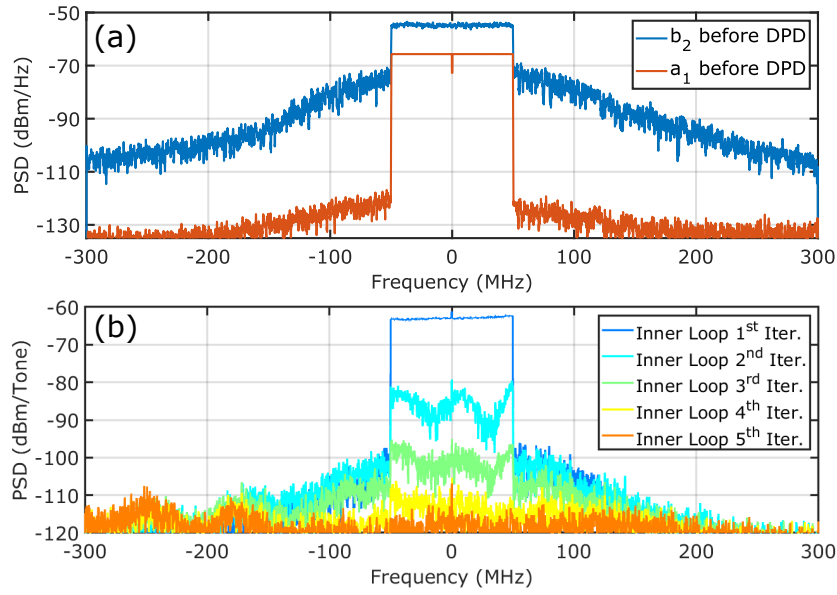 (a)
b2 before DPD
a1 before DPD
PSD (dBm/Hz)
-50
-70
-90
-110
-130
-300 -200 -100 0 100 200 300
Frequency (MHz)
(b)
Inner Loop 1st Iter.
Inner Loop 2nd Iter.
Inner Loop 3rd Iter.
Inner Loop 4th Iter.
Inner Loop 5th Iter.
PSD (dBm/Tone)
-60
-70
-80
-90
-100
-110
-120
-300 -200 -100 0 100 200 300
Frequency (MHz)